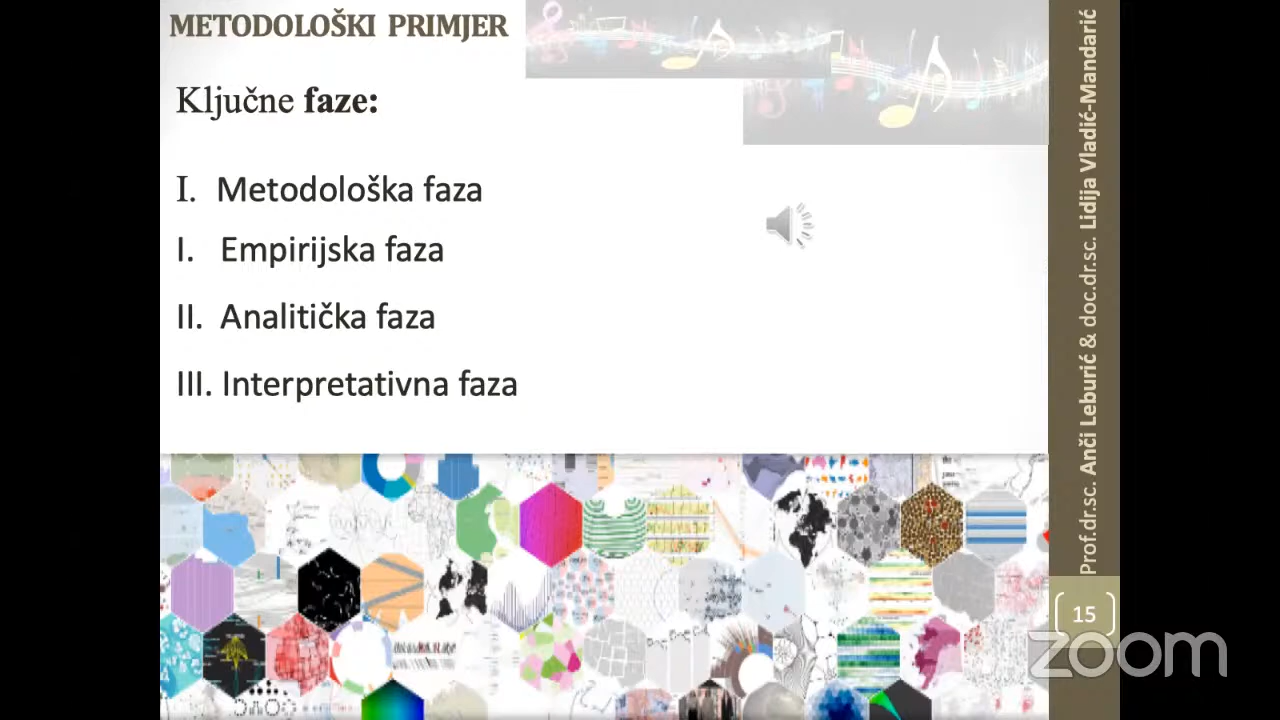 METODOLOŠKI PRIMJER
Ključne faze:
I. Metodološka faza
I. Empirijska faza
II. Analitička faza
III. Interpretativna faza
Prof.dr.sc. Anči Leburić & doc.dr.sc. Lidija Vladić-Mandarić
15
zoom